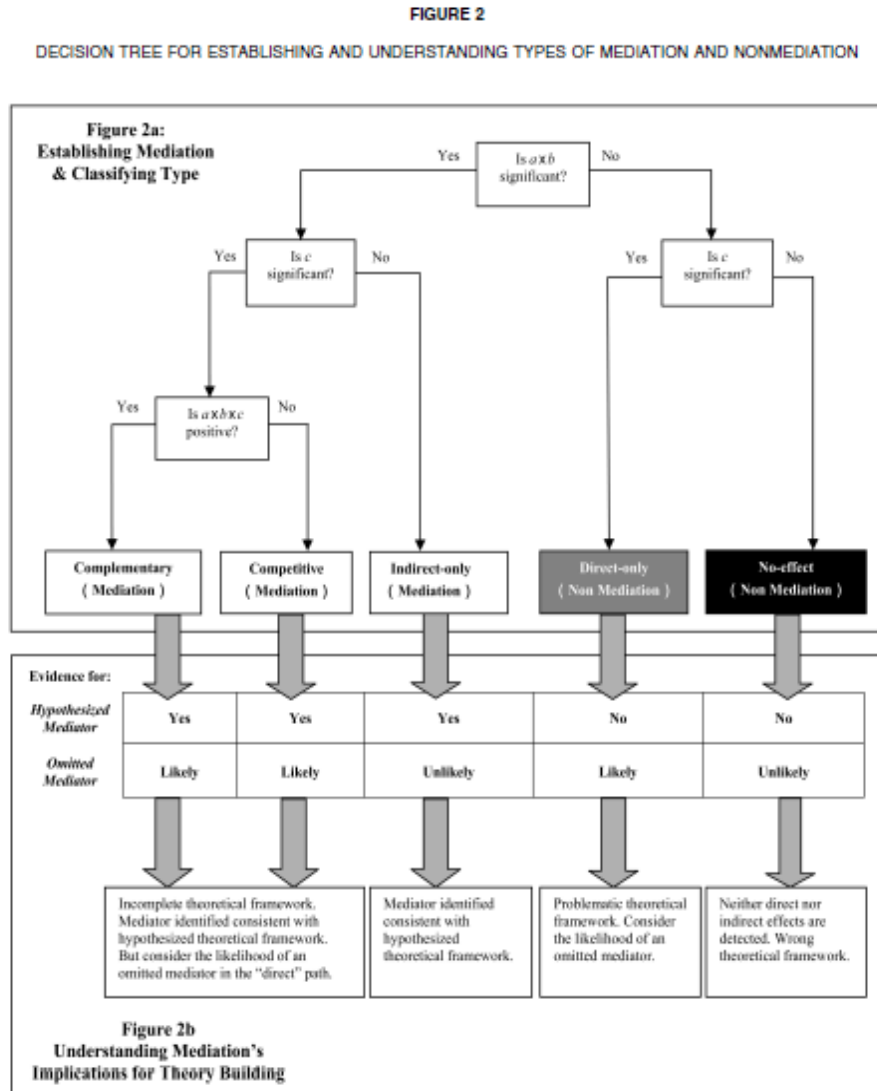 FIGURE 2
DECISION TREE FOR ESTABLISHING AND UNDERSTANDING TYPES OF MEDIATION AND NONMEDIATION
Figure 2a:
Establishing Mediation
& Classifying Type
Yes
Is a x b
significant?
No
Yes
Is c
significant?
No
Yes
Is c
significant?
No
Yes
Is a x b x c
positive?
No
Complementary
( Mediation )
Competitive
( Mediation )
Indirect-only
( Mediation )
Direct-only
( Non Mediation )
No-effect
( Non Mediation )
Evidence for:
Hypothesized
Mediator
Yes
Yes
Yes
No
No
Omitted
Mediator
Likely
Likely
Unlikely
Likely
Unlikely
Incomplete theoretical framework.
Mediator identified consistent with
hypothesized theoretical framework.
But consider the likelihood of an
omitted mediator in the “direct” path.
Mediator identified
consistent with
hypothesized
theoretical framework.
Problematic theoretical
framework. Consider
the likelihood of an
omitted mediator.
Neither direct nor
indirect effects are
detected. Wrong
theoretical framework.
Figure 2b
Understanding Mediation’s
Implications for Theory Building